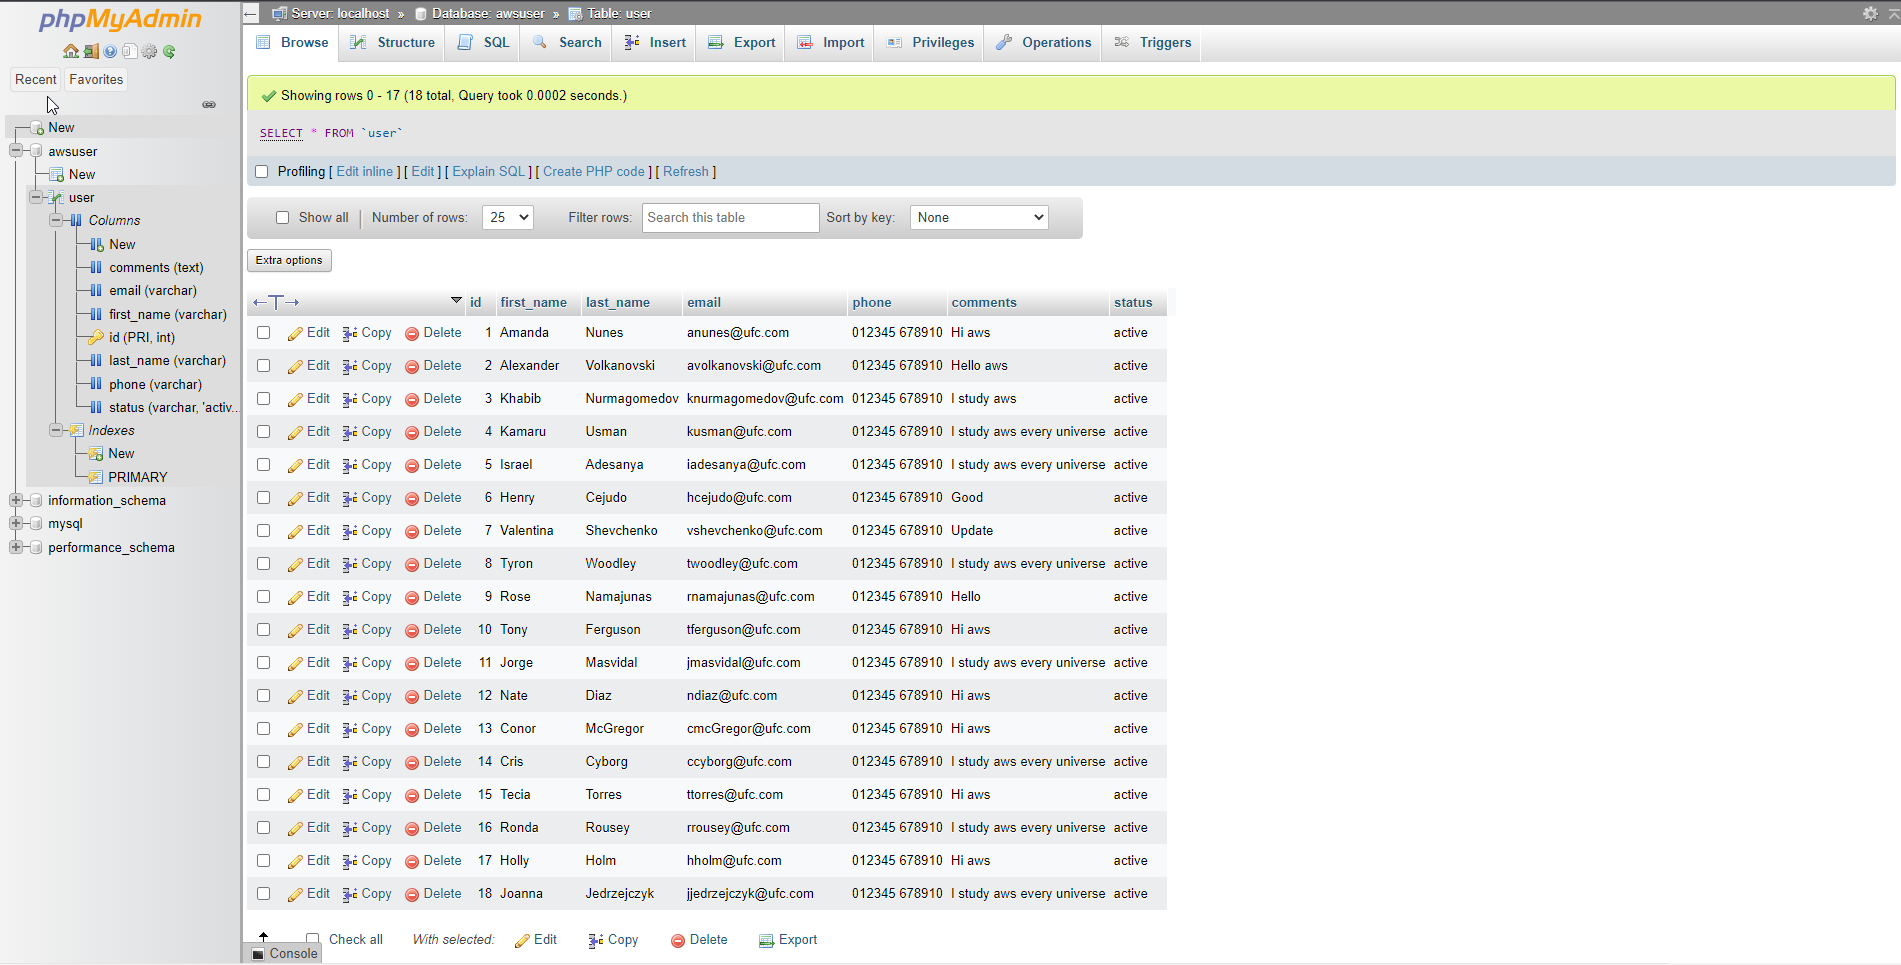 phpMyAdmin
Recent Favorites
New
awsuser
New
user
Columns
New
comments (text)
email (varchar)
first_name (varchar)
id (PRI, int)
last_name (varchar)
phone (varchar)
status (varchar, 'activ...
Indexes
New
PRIMARY
information_schema
mysql
performance_schema
Server: localhost » Database: awsuser » Table: user
Browse Structure SQL Search Insert Export Import Privileges Operations Triggers
Showing rows 0 - 17 (18 total, Query took 0.0002 seconds.)
SELECT * FROM `user`
Profiling [ Edit inline ] [ Edit ] [ Explain SQL ] [ Create PHP code ] [ Refresh ]
Show all | Number of rows: 25 Filter rows: Search this table Sort by key: None
Extra options
←T→ id first_name last_name email phone comments status
Edit Copy Delete 1 Amanda Nunes anunes@ufc.com 012345 678910 Hi aws active
Edit Copy Delete 2 Alexander Volkanovski avolkanovski@ufc.com 012345 678910 Hello aws active
Edit Copy Delete 3 Khabib Nurmagomedov knurmagomedov@ufc.com 012345 678910 I study aws active
Edit Copy Delete 4 Kamaru Usman kusman@ufc.com 012345 678910 I study aws every universe active
Edit Copy Delete 5 Israel Adesanya iadesanya@ufc.com 012345 678910 I study aws every universe active
Edit Copy Delete 6 Henry Cejudo hcejudo@ufc.com 012345 678910 Good active
Edit Copy Delete 7 Valentina Shevchenko vshevchenko@ufc.com 012345 678910 Update active
Edit Copy Delete 8 Tyron Woodley twoodley@ufc.com 012345 678910 I study aws every universe active
Edit Copy Delete 9 Rose Namajunas rnamajunas@ufc.com 012345 678910 Hello active
Edit Copy Delete 10 Tony Ferguson tferguson@ufc.com 012345 678910 Hi aws active
Edit Copy Delete 11 Jorge Masvidal jmasvidal@ufc.com 012345 678910 I study aws every universe active
Edit Copy Delete 12 Nate Diaz ndiaz@ufc.com 012345 678910 Hi aws active
Edit Copy Delete 13 Conor McGregor cmcGregor@ufc.com 012345 678910 Hi aws active
Edit Copy Delete 14 Cris Cyborg ccyborg@ufc.com 012345 678910 I study aws every universe active
Edit Copy Delete 15 Tecia Torres ttorres@ufc.com 012345 678910 Hi aws active
Edit Copy Delete 16 Ronda Rousey rrousey@ufc.com 012345 678910 I study aws every universe active
Edit Copy Delete 17 Holly Holm hholm@ufc.com 012345 678910 Hi aws active
Edit Copy Delete 18 Joanna Jedrzejczyk jjedrzejczyk@ufc.com 012345 678910 I study aws every universe active
Check all With selected: Edit Copy Delete Export
Console